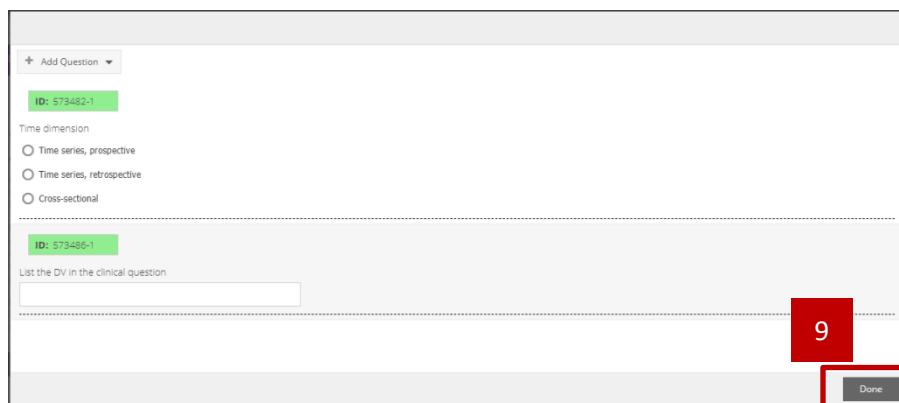 + Add Question
ID: 573482-1
Time dimension
Time series, prospective
Time series, retrospective
Cross-sectional
ID: 573486-1
List the DV in the clinical question
9
Done